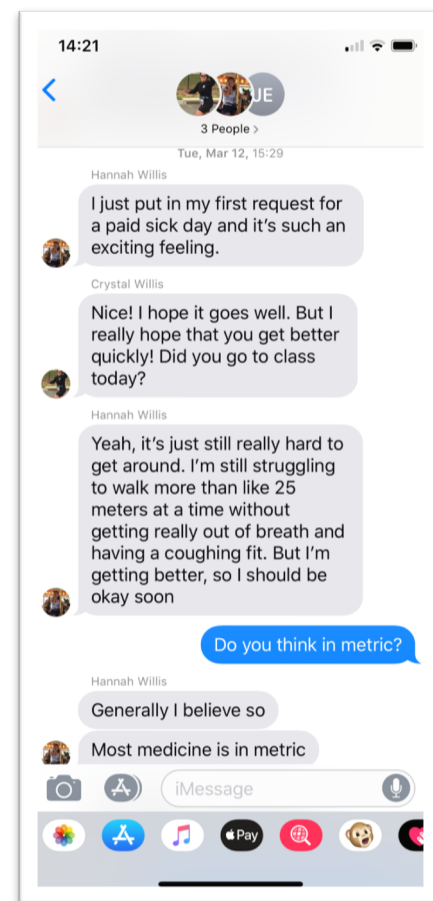 14:21
JE
3 People >
Tue, Mar 12, 15:29
Hannah Willis
I just put in my first request for
a paid sick day and it's such an
exciting feeling.
Crystal Willis
Nice! I hope it goes well. But I
really hope that you get better
quickly! Did you go to class
today?
Hannah Willis
Yeah, it's just still really hard to
get around. I'm still struggling
to walk more than like 25
meters at a time without
getting really out of breath and
having a coughing fit. But I'm
getting better, so I should be
okay soon
Do you think in metric?
Hannah Willis
Generally I believe so
Most medicine is in metric
iMessage
Pay